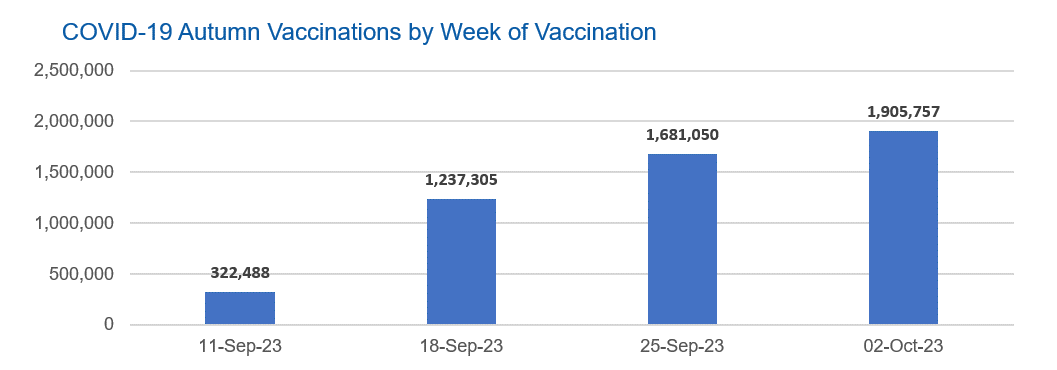 COVID-19 Autumn Vaccinations by Week of Vaccination
2,500,000
2,000,000
1,500,000
1,000,000
500,000
0
322,488
1,237,305
1,681,050
1,905,757
11-Sep-23
18-Sep-23
25-Sep-23
02-Oct-23